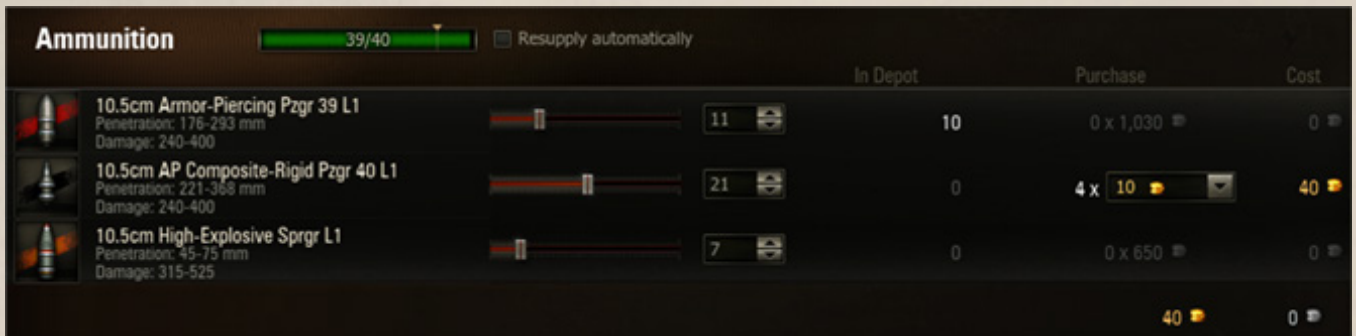 Ammunition 39/40 Resupply automatically
In Depot Purchase Cost
10.5cm Armor-Piercing Pzgr 39 L1
Penetration: 176-293 mm
Damage: 240-400
11 10 0 x 1,030 0
10.5cm AP Composite-Rigid Pzgr 40 L1
Penetration: 221-368 mm
Damage: 240-400
21 0 4 x 10 40
10.5cm High-Explosive Sprgr L1
Penetration: 45-75 mm
Damage: 315-525
7 0 0 x 650 0
40 0